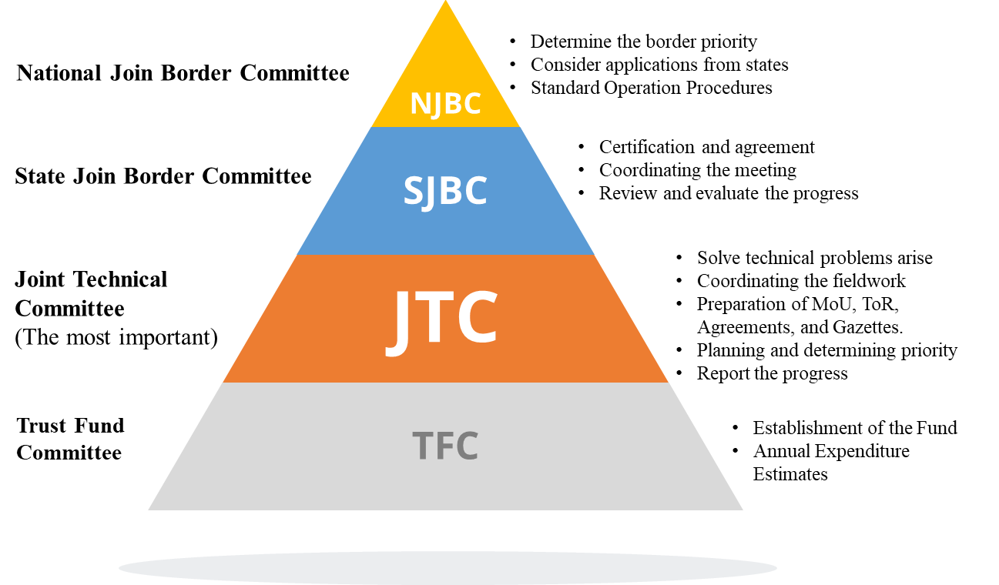 National Join Border Committee
NJBC
• Determine the border priority
• Consider applications from states
• Standard Operation Procedures
State Join Border Committee
SJBC
• Certification and agreement
• Coordinating the meeting
• Review and evaluate the progress
Joint Technical
Committee
(The most important)
JTC
• Solve technical problems arise
• Coordinating the fieldwork
• Preparation of MoU, ToR,
Agreements, and Gazettes.
• Planning and determining priority
• Report the progress
Trust Fund
Committee
TFC
• Establishment of the Fund
• Annual Expenditure
Estimates